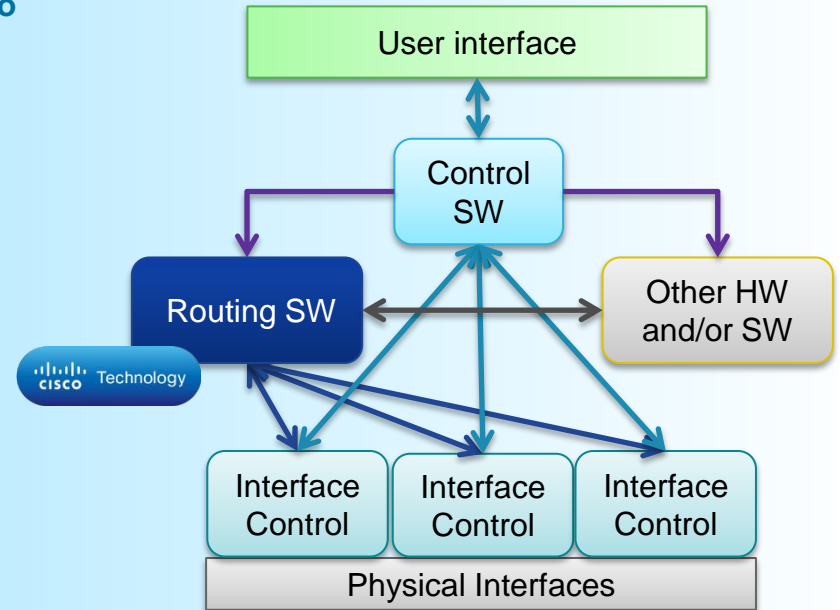 User interface
Control
SW
Routing SW
Other HW
and/or SW
CISCO Technology
Interface
Control
Interface
Control
Interface
Control
Physical Interfaces